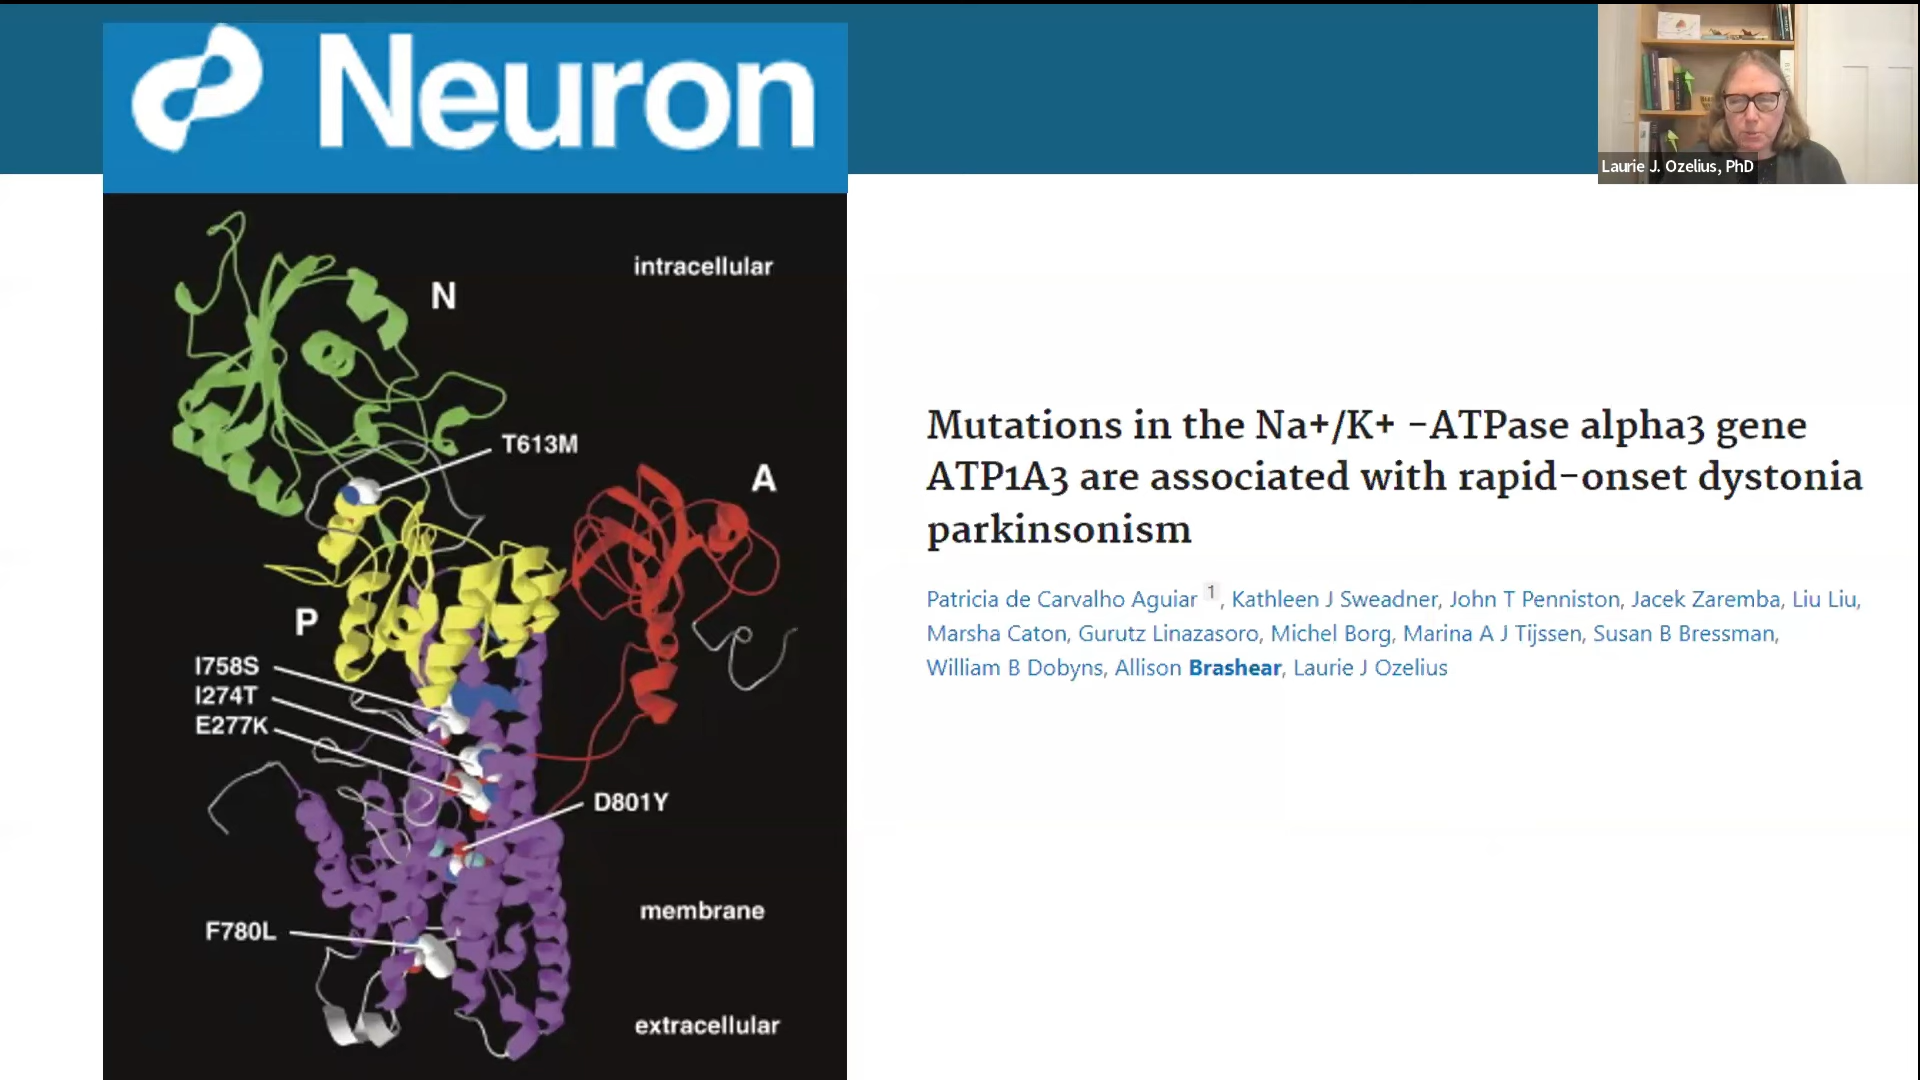 Neuron
Laurie J. Ozelius, PhD
intracellular
N
T613M
A
P
I758S
I274T
E277K
D801Y
membrane
F780L
extracellular
Mutations in the Na+/K+ -ATPase alpha3 gene
ATP1A3 are associated with rapid-onset dystonia
parkinsonism
Patricia de Carvalho Aguiar 1, Kathleen J Sweadner, John T Penniston, Jacek Zaremba, Liu Liu,
Marsha Caton, Gurutz Linazasoro, Michel Borg, Marina A J Tijssen, Susan B Bressman,
William B Dobyns, Allison Brashear, Laurie J Ozelius